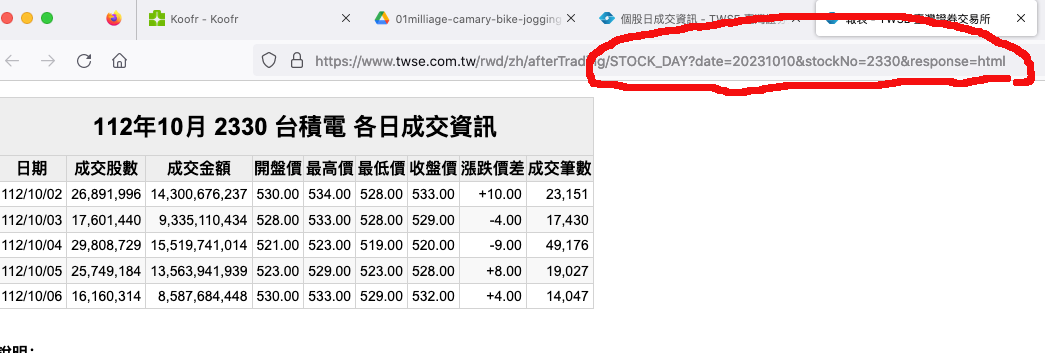 Koofr - Koofr
01milliage-camary-bike-jogging
個股日成交資訊 - TWSE
報表 - TWSE 臺灣證券交易所
https://www.twse.com.tw/rwd/zh/afterTrading/STOCK_DAY?date=20231010&stockNo=2330&response=html
112年10月 2330 台積電 各日成交資訊
日期 成交股數 成交金額 開盤價 最高價 最低價 收盤價 漲跌價差 成交筆數
112/10/02 26,891,996 14,300,676,237 530.00 534.00 528.00 533.00 +10.00 23,151
112/10/03 17,601,440 9,335,110,434 528.00 533.00 528.00 529.00 -4.00 17,430
112/10/04 29,808,729 15,519,741,014 521.00 523.00 519.00 520.00 -9.00 49,176
112/10/05 25,749,184 13,563,941,939 523.00 529.00 523.00 528.00 +8.00 19,027
112/10/06 16,160,314 8,587,684,448 530.00 533.00 529.00 532.00 +4.00 14,047
說明：